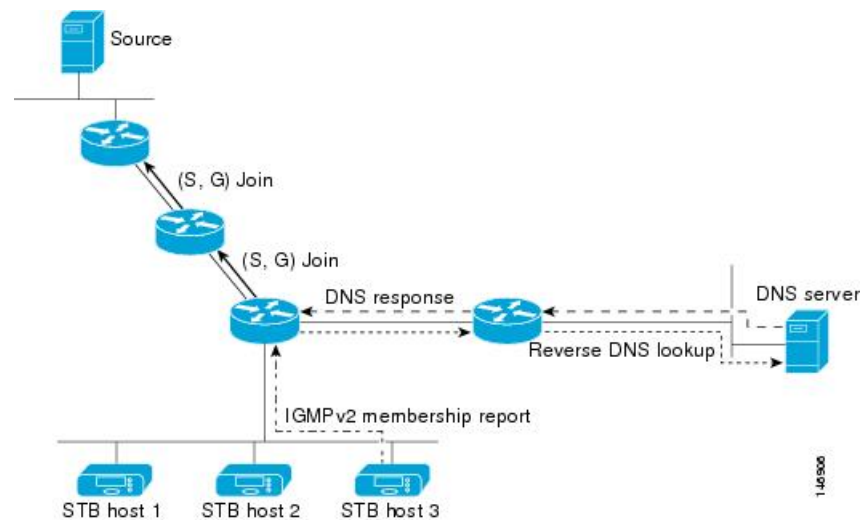 Source
(S, G) Join
(S, G) Join
DNS response
DNS server
Reverse DNS lookup
IGMPv2 membership report
STB host 1
STB host 2
STB host 3
146906